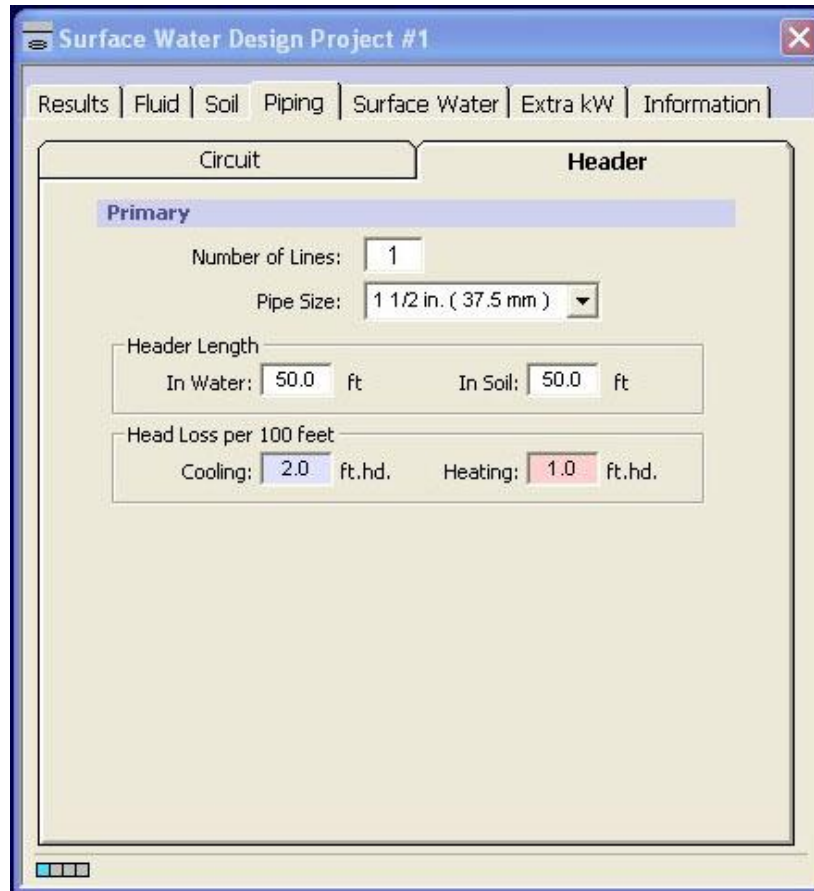 Surface Water Design Project #1
Results Fluid Soil Piping Surface Water Extra kW Information
Circuit Header
Primary
Number of Lines: 1
Pipe Size: 1 1/2 in. ( 37.5 mm )
Header Length
In Water: 50.0 ft In Soil: 50.0 ft
Head Loss per 100 feet
Cooling: 2.0 ft.hd. Heating: 1.0 ft.hd.